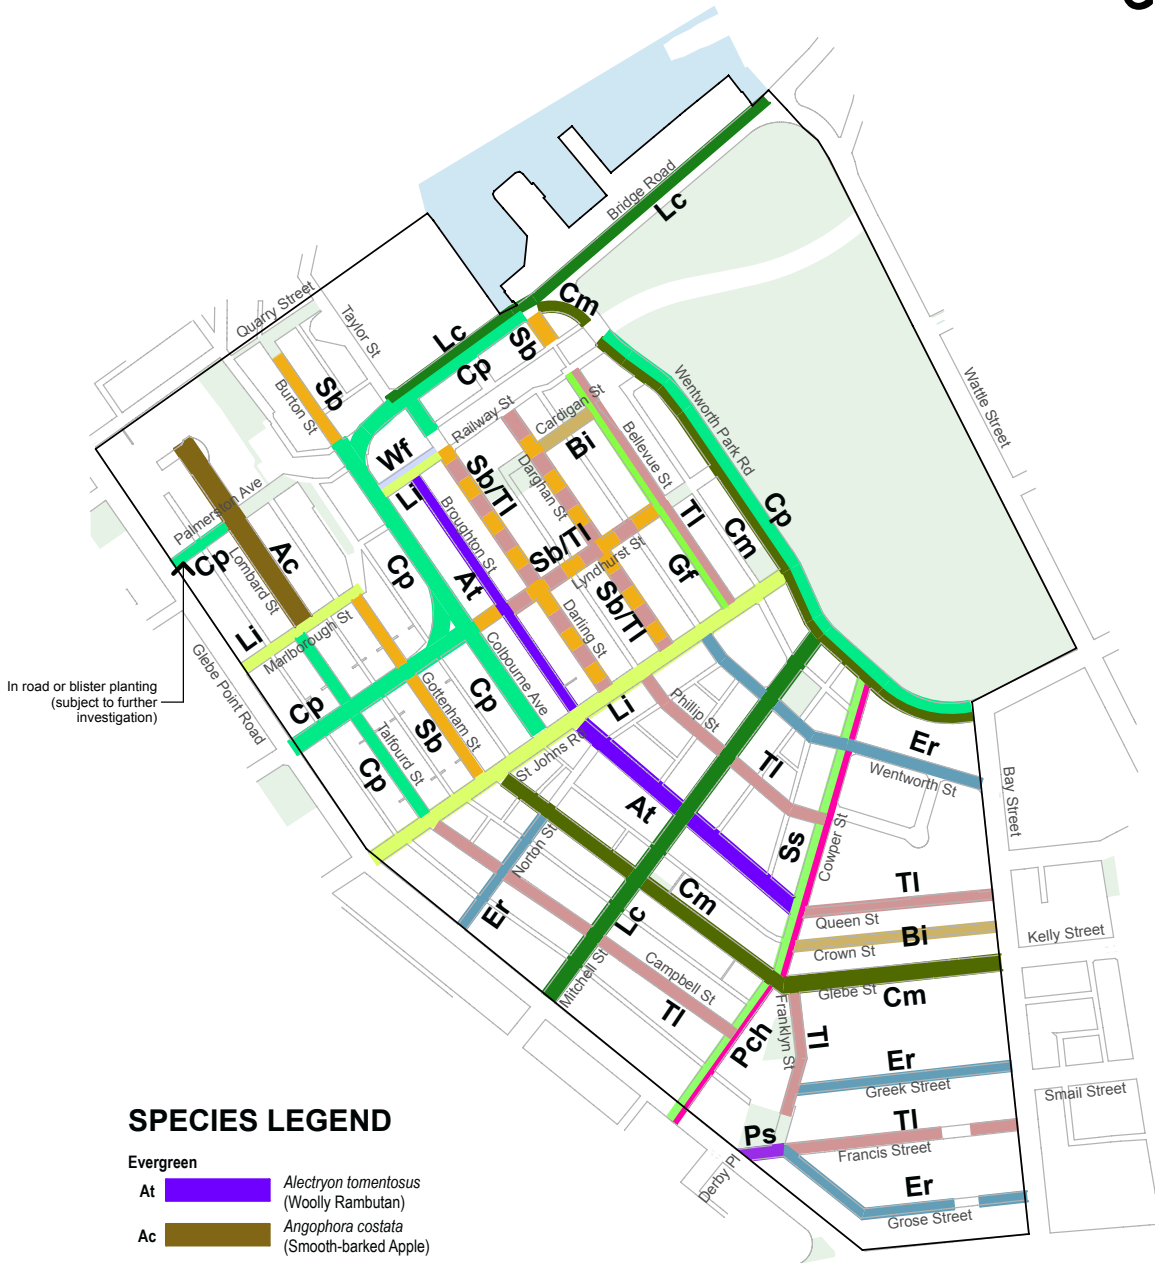 Bridge Road
Lc
Quarry Street
Taylor St
Lc
Cm
Sb
Cp
Burton St
Sb
Wentworth Park Rd
Wattle Street
Railway St
Cardigan St
Bellevue St
Bi
Wf
Li
Sb/Tl
Darghan St
Broughton St
Tl
Cm
Cp
Palmerston Ave
Cp
Lombard St
Ac
Cp
At
Sb/Tl
Lyndhurst St
Gf
Sb/Tl
Darling St
Li
Marlborough St
Glebe Point Road
In road or blister planting
(subject to further
investigation)
Cp
Gottenham St
Colbourne Ave
Cp
Sb
Talfourd St
Cp
Li
St Johns Rd
Phillip St
Tl
Er
Wentworth St
Bay Street
At
Ss
Cowper St
Norton St
Er
Cm
Lc
Mitchell St
Campbell St
Tl
Tl
Queen St
Bi
Crown St
Kelly Street
Glebe St
Cm
Franklyn St
Tl
Pch
Er
Greek Street
Small Street
Tl
Francis Street
Ps
Derby Pl
Er
Grose Street
SPECIES LEGEND
Evergreen
At
Alectryon tomentosus
(Woolly Rambutan)
Ac
Angophora costata
(Smooth-barked Apple)